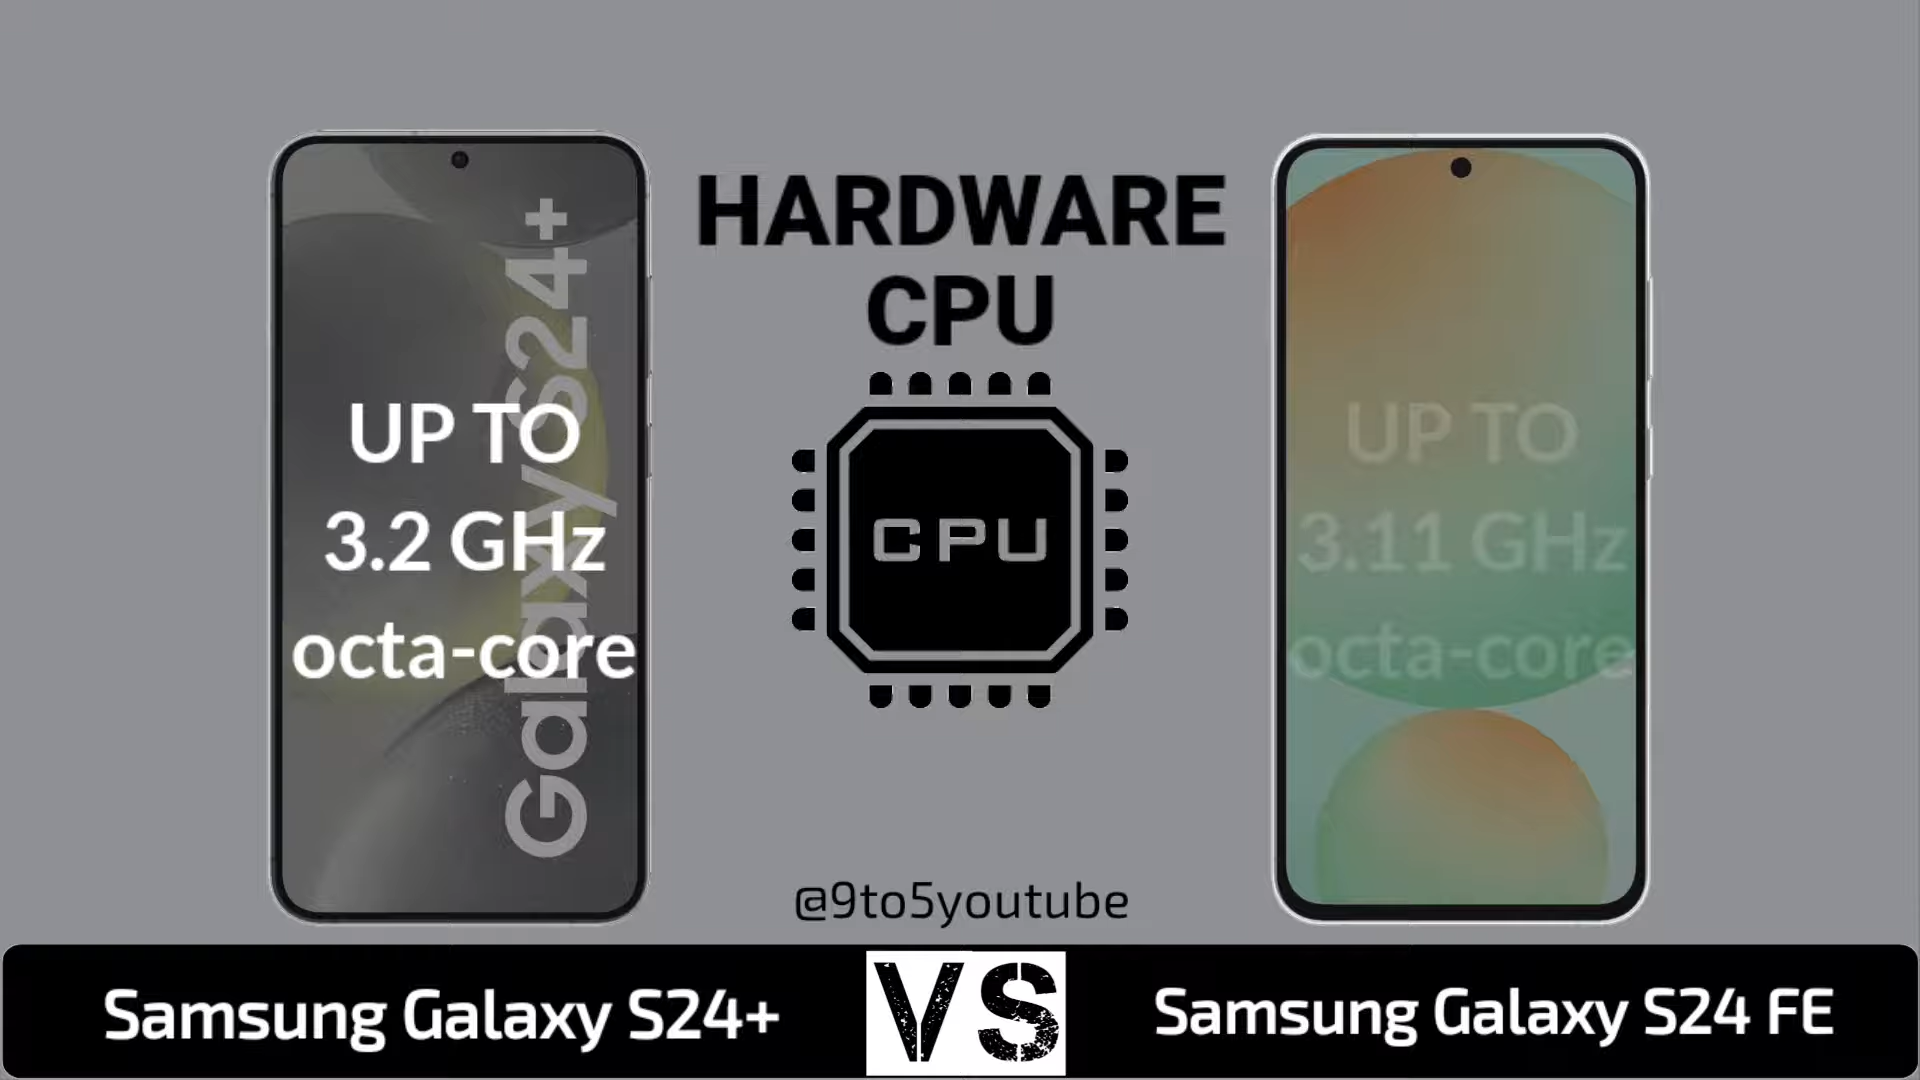 HARDWARE
CPU
Galaxy S24+
UP TO
3.2 GHz
octa-core
CPU
UP TO
3.11 GHz
octa-core
@9to5youtube
Samsung Galaxy S24+
VS
Samsung Galaxy S24 FE